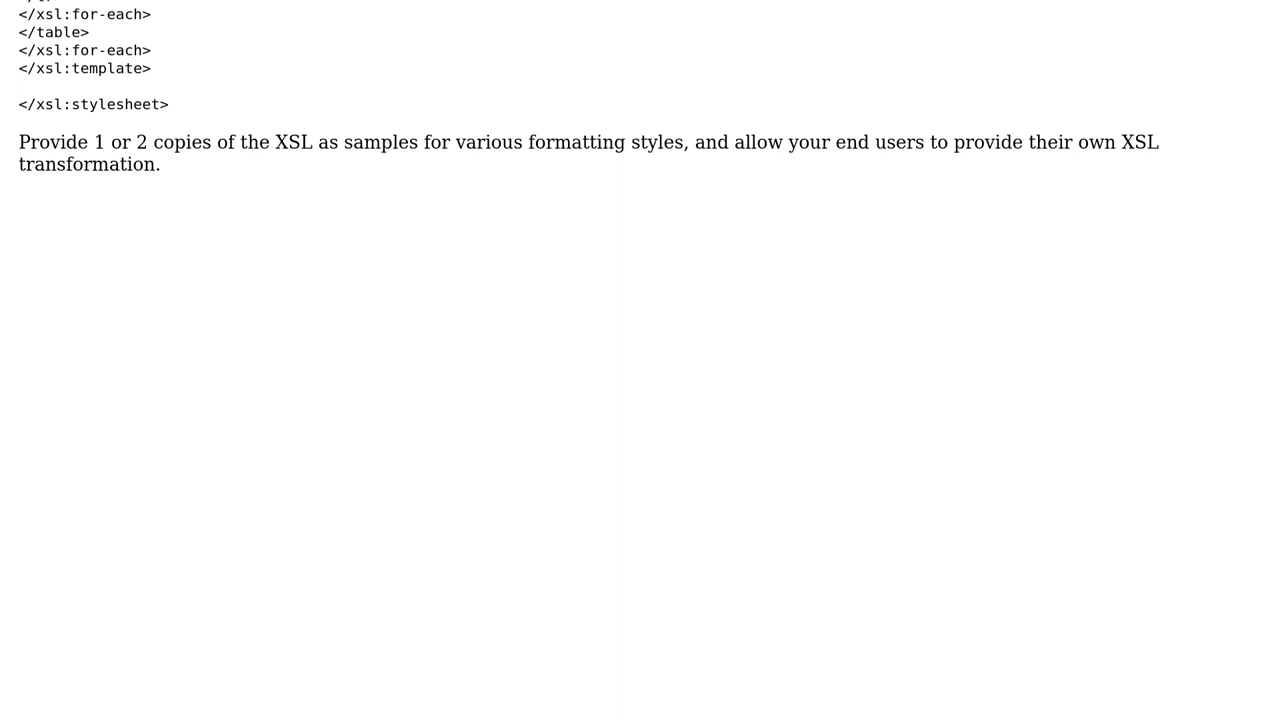 </xsl:for-each>
</table>
</xsl:for-each>
</xsl:template>
</xsl:stylesheet>
Provide 1 or 2 copies of the XSL as samples for various formatting styles, and allow your end users to provide their own XSL
transformation.